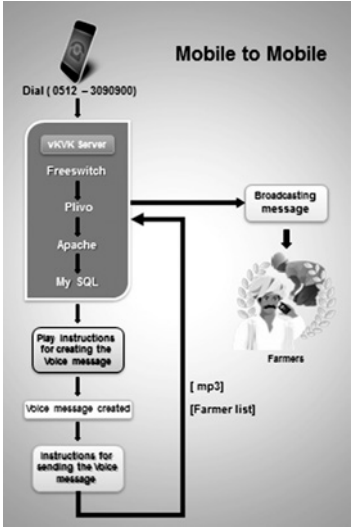 Mobile to Mobile
Dial ( 0512 – 3090900)
vKVK Server
Freeswitch
Plivo
Apache
My SQL
Broadcasting
message
Farmers
Play Instructions
for creating the
Voice message
[ mp3]
[Farmer list]
Voice message created
Instructions for
sending the Voice
message